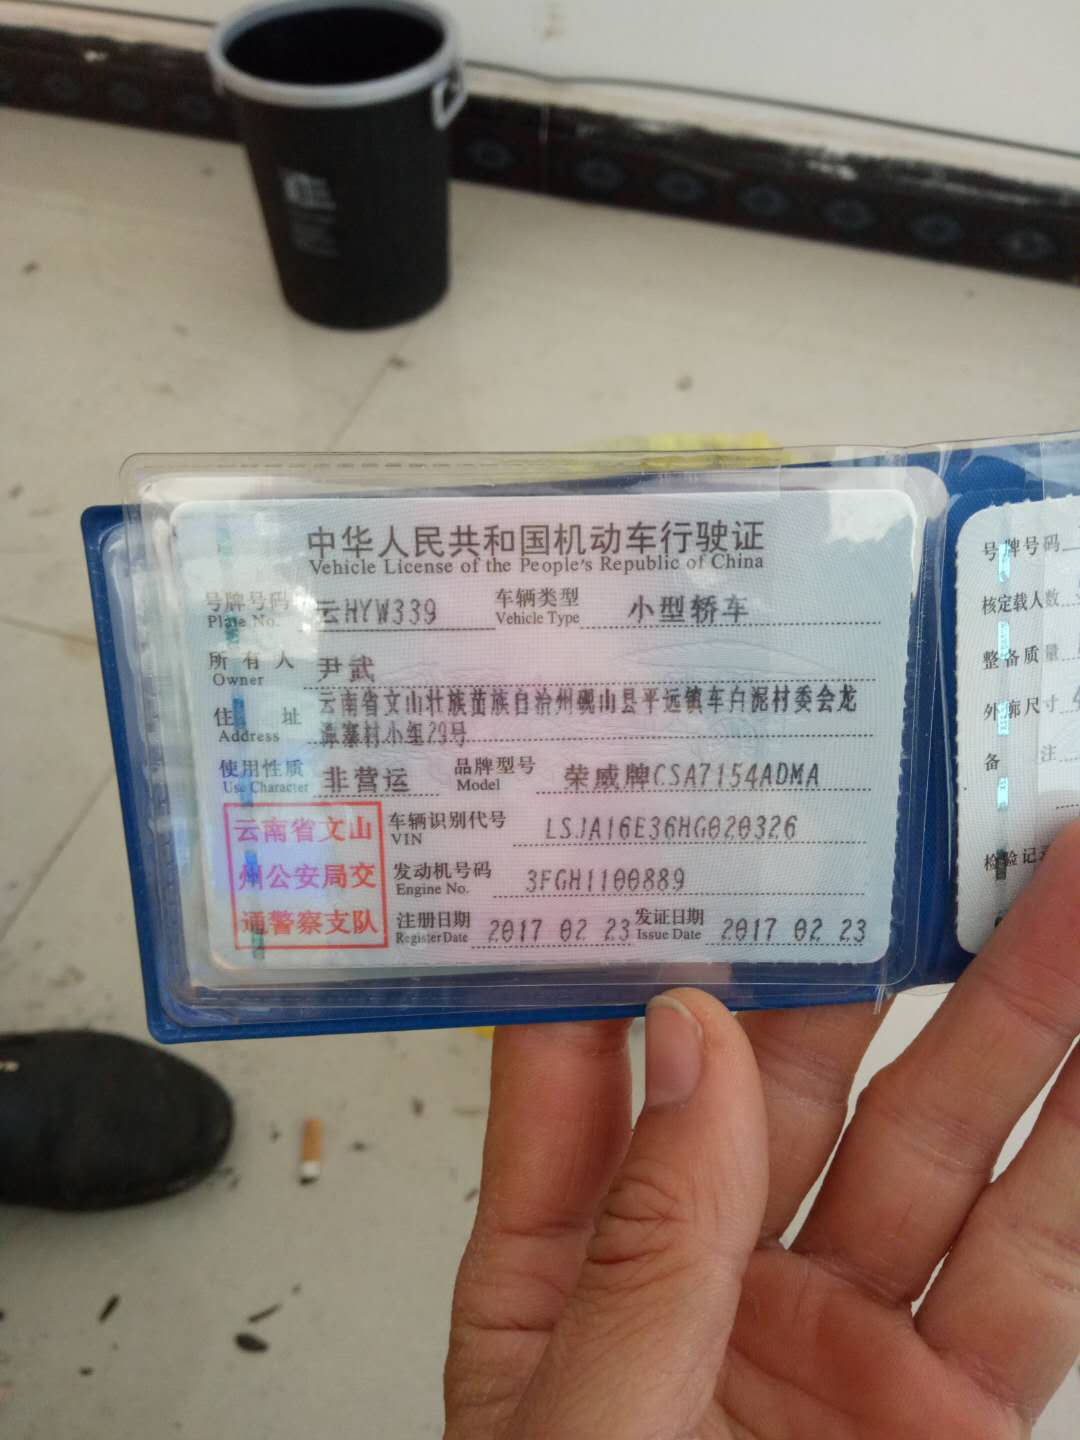 中华人民共和国机动车行驶证
Vehicle License of the People's Republic of China
号牌号码 云HYW339 车辆类型 小型轿车
Plate No. Vehicle Type
所有人 尹武
Owner
住址 云南省文山壮族苗族自治州砚山县平远镇车白泥村委会龙
Address 寨村小组29号
使用性质 非营运 品牌型号 荣威牌CSA7154ADMA
Use Character Model
云南省文山
州公安局交
通警察支队
车辆识别代号 LSJA16E36HG020326
VIN
发动机号码 3FGH1100889
Engine No.
注册日期 2017 02 23 发证日期 2017 02 23
Register Date Issue Date
号牌号码
核定载人数
整备质量
外廓尺寸
备注
检验记